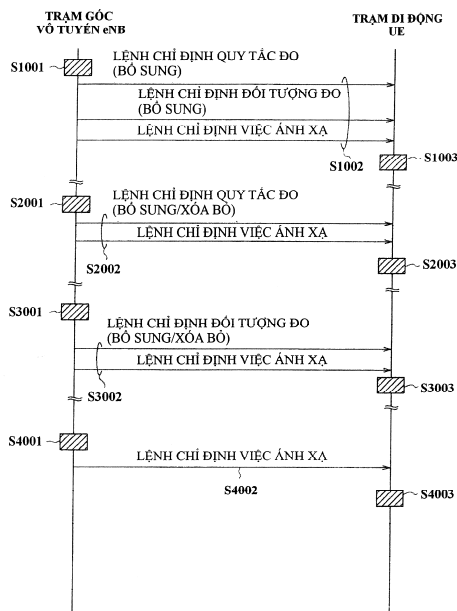 TRẠM GỐC
VÔ TUYẾN eNB
TRẠM DI ĐỘNG
UE
S1001
LỆNH CHỈ ĐỊNH QUY TẮC ĐO
(BỔ SUNG)
LỆNH CHỈ ĐỊNH ĐỐI TƯỢNG ĐO
(BỔ SUNG)
LỆNH CHỈ ĐỊNH VIỆC ÁNH XẠ
S1002
S1003
S2001
LỆNH CHỈ ĐỊNH QUY TẮC ĐO
(BỔ SUNG/XÓA BỎ)
LỆNH CHỈ ĐỊNH VIỆC ÁNH XẠ
S2002
S2003
S3001
LỆNH CHỈ ĐỊNH ĐỐI TƯỢNG ĐO
(BỔ SUNG/XÓA BỎ)
LỆNH CHỈ ĐỊNH VIỆC ÁNH XẠ
S3002
S3003
S4001
LỆNH CHỈ ĐỊNH VIỆC ÁNH XẠ
S4002
S4003